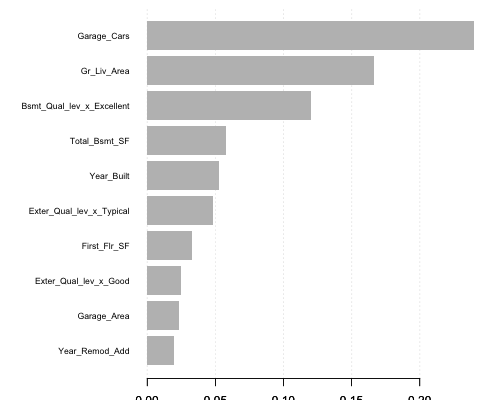 Garage_Cars
Gr_Liv_Area
Bsmt_Qual_lev_x_Excellent
Total_Bsmt_SF
Year_Built
Exter_Qual_lev_x_Typical
First_Flr_SF
Exter_Qual_lev_x_Good
Garage_Area
Year_Remod_Add
0.00 0.05 0.10 0.15 0.20